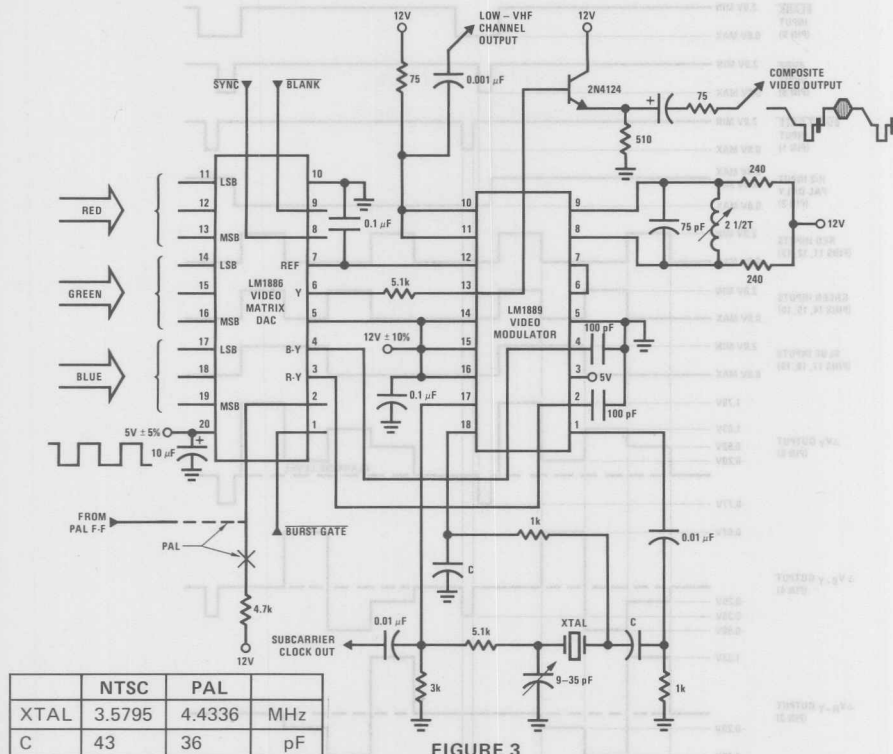 12V
LOW – VHF
CHANNEL
OUTPUT
12V
75
0.001 µF
2N4124
75
COMPOSITE
VIDEO OUTPUT
510
SYNC
BLANK
RED
GREEN
BLUE
11
12
13
14
15
16
17
18
19
20
LSB
MSB
LSB
MSB
LSB
MSB
LM1886
VIDEO
MATRIX
DAC
REF
Y
B-Y
R-Y
10
9
8
7
6
5
4
3
2
1
0.1 µF
5.1k
12V ± 10%
0.1 µF
10
11
12
13
14
15
16
17
18
LM1889
VIDEO
MODULATOR
9
8
7
6
5
4
3
2
1
240
75 pF
2 1/2T
12V
240
100 pF
5V
100 pF
5V ± 5%
10 µF
FROM
PAL F-F
PAL
BURST GATE
4.7k
12V
1k
C
0.01 µF
SUBCARRIER
CLOCK OUT
0.01 µF
5.1k
XTAL
C
3k
9–35 pF
1k
NTSC PAL
XTAL 3.5795 4.4336 MHz
C 43 36 pF
FIGURE 3